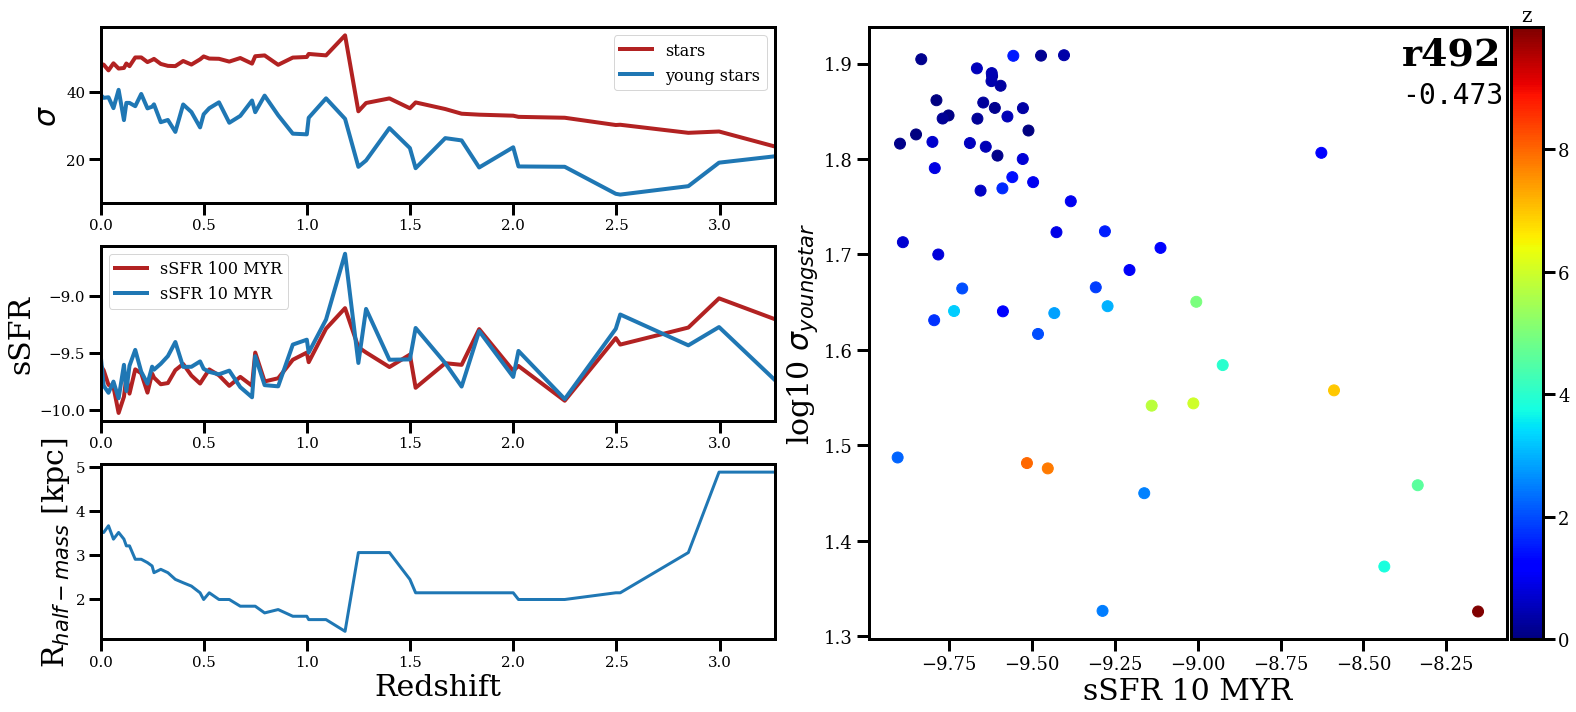 σ
40
20
stars
young stars
0.0 0.5 1.0 1.5 2.0 2.5 3.0
sSFR
−9.0
−9.5
−10.0
sSFR 100 MYR
sSFR 10 MYR
0.0 0.5 1.0 1.5 2.0 2.5 3.0
R_{half−mass} [kpc]
5
4
3
2
0.0 0.5 1.0 1.5 2.0 2.5 3.0
Redshift
log10 σ_{youngstar}
1.9
1.8
1.7
1.6
1.5
1.4
1.3
r492
-0.473
−9.75 −9.50 −9.25 −9.00 −8.75 −8.50 −8.25
sSFR 10 MYR
z
8
6
4
2
0